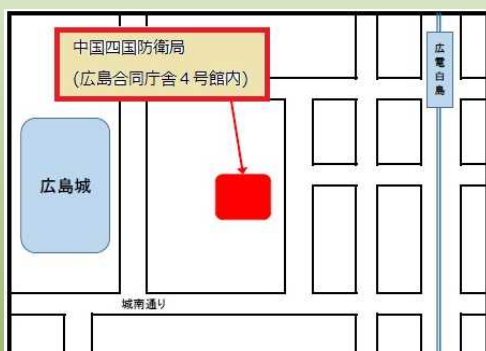 中国四国防衛局
(広島合同庁舎４号館内)
広電白島
広島城
城南通り